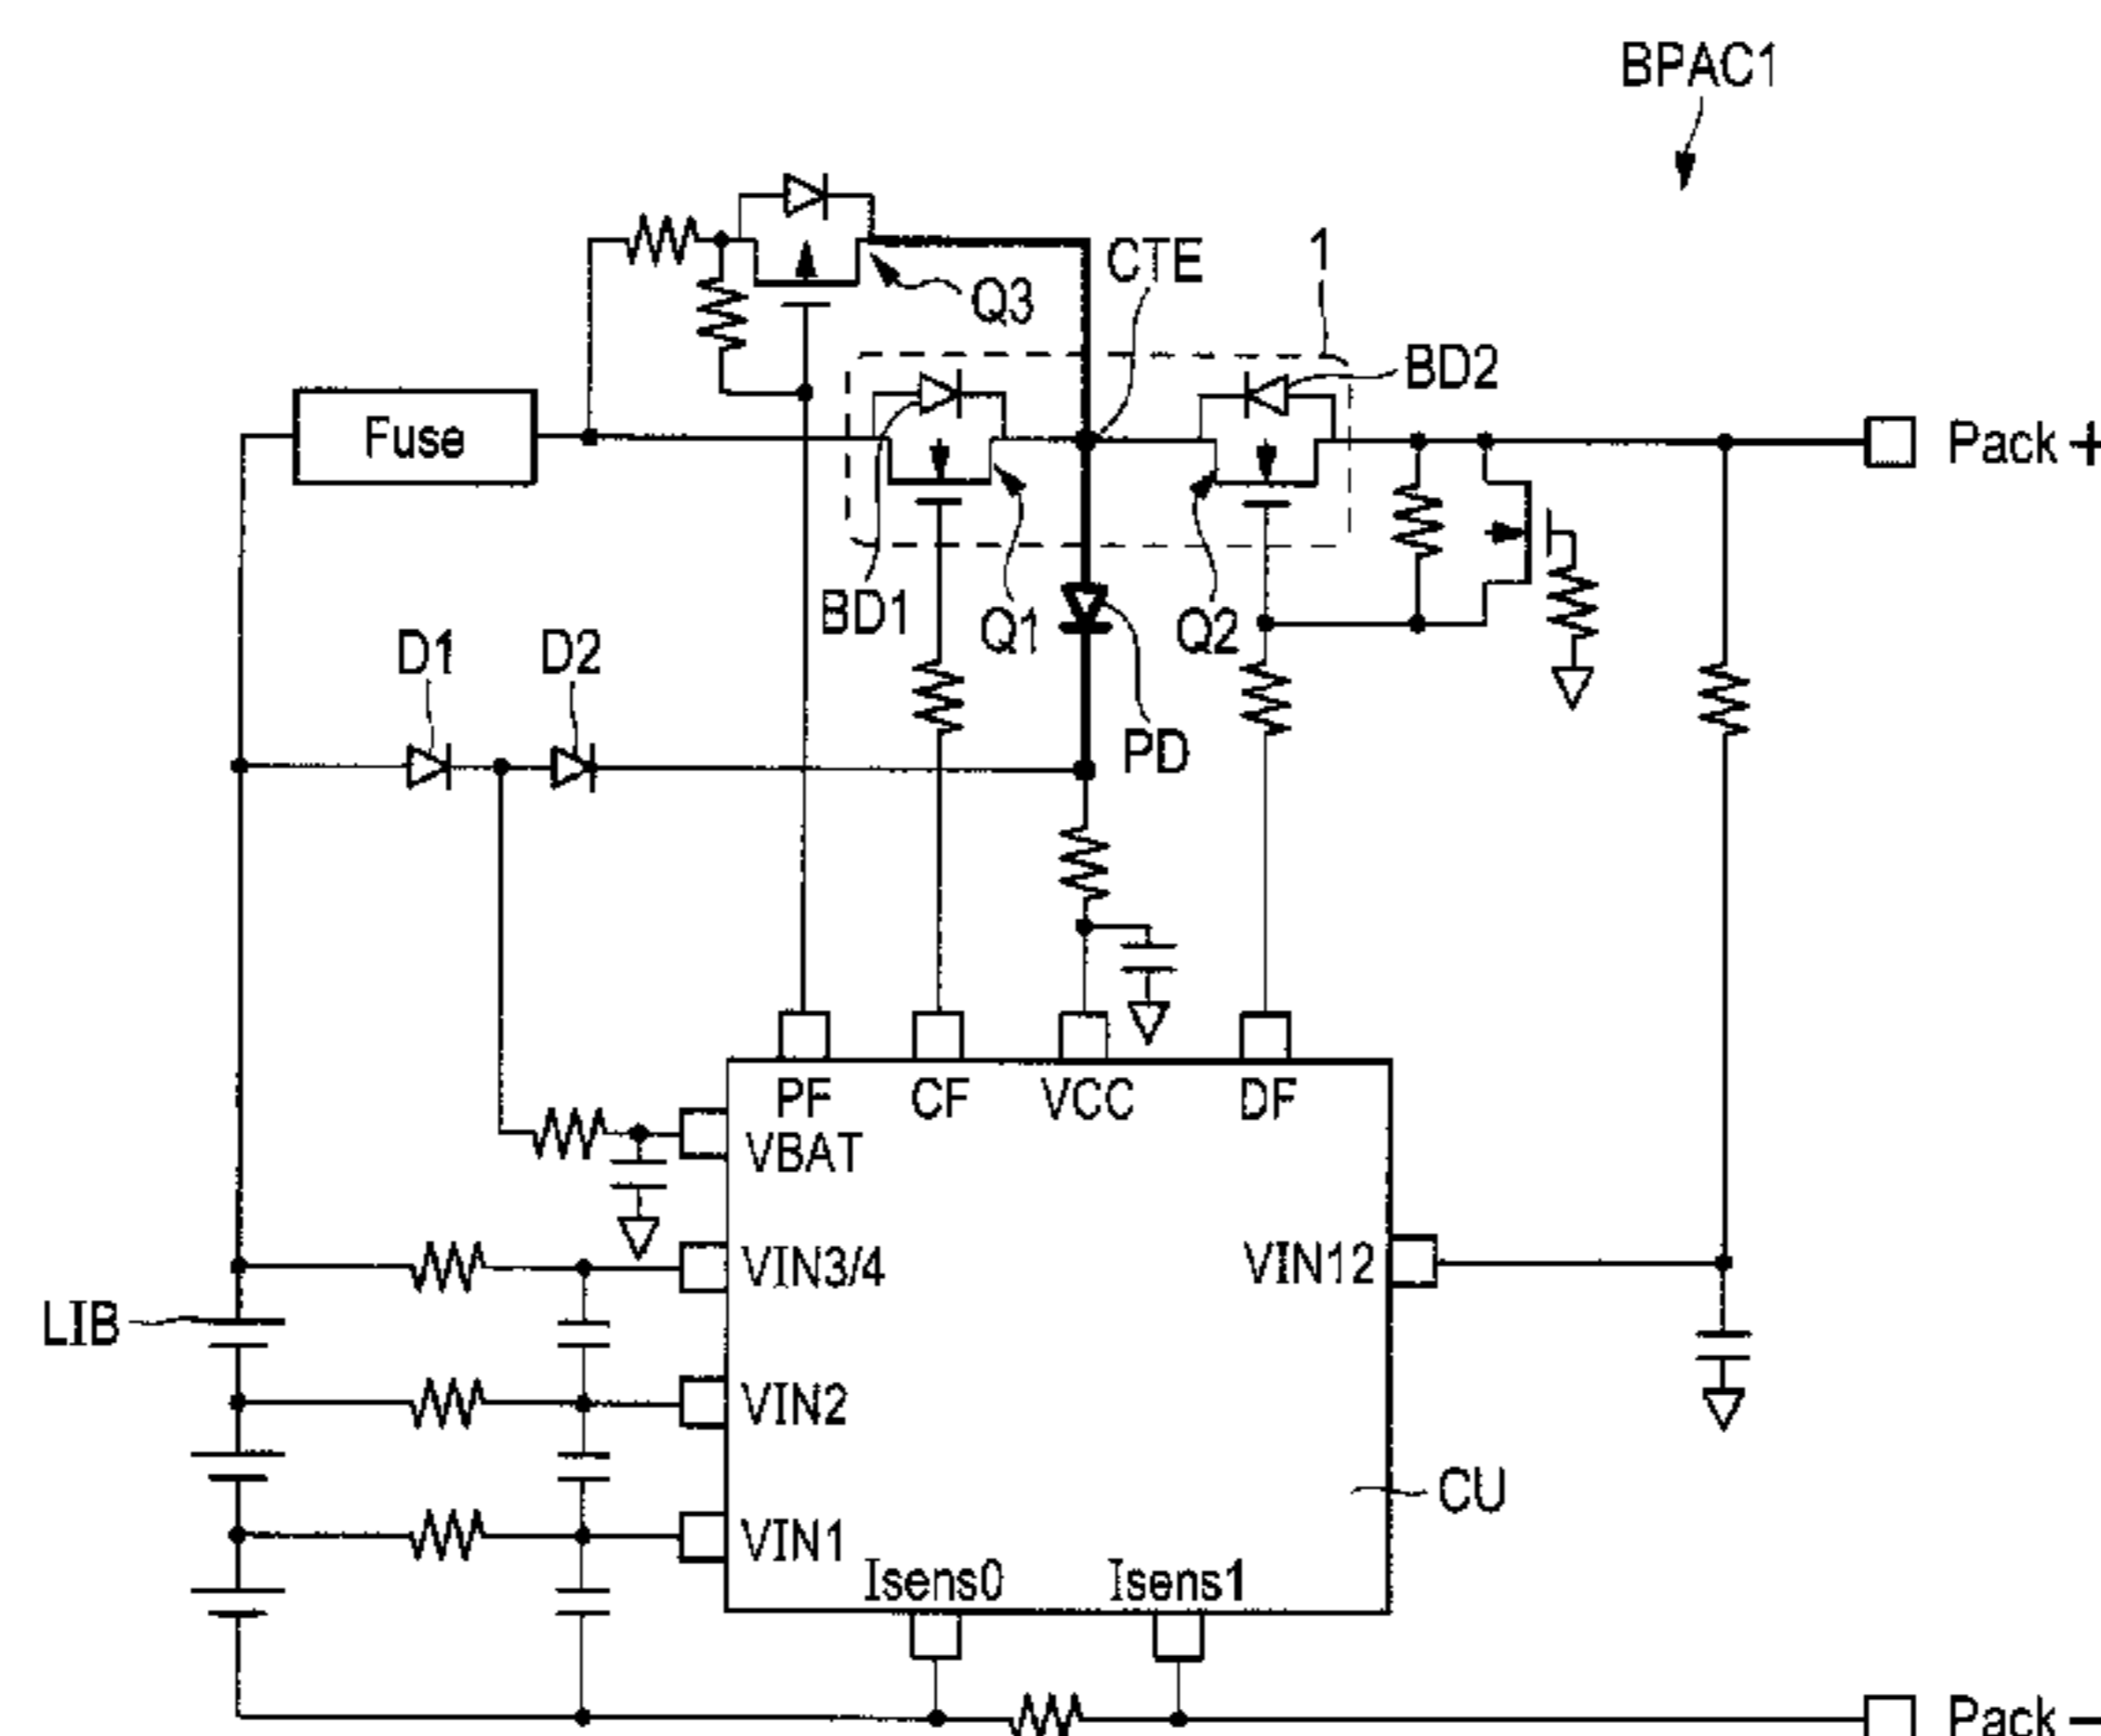 BPAC1
CTE
1
Q3
BD2
Fuse
Pack +
BD1
Q1
Q2
D1
D2
PD
PF
CF
VCC
DF
VBAT
VIN3/4
VIN12
LIB
VIN2
CU
VIN1
Isens0
Isens1
Pack −